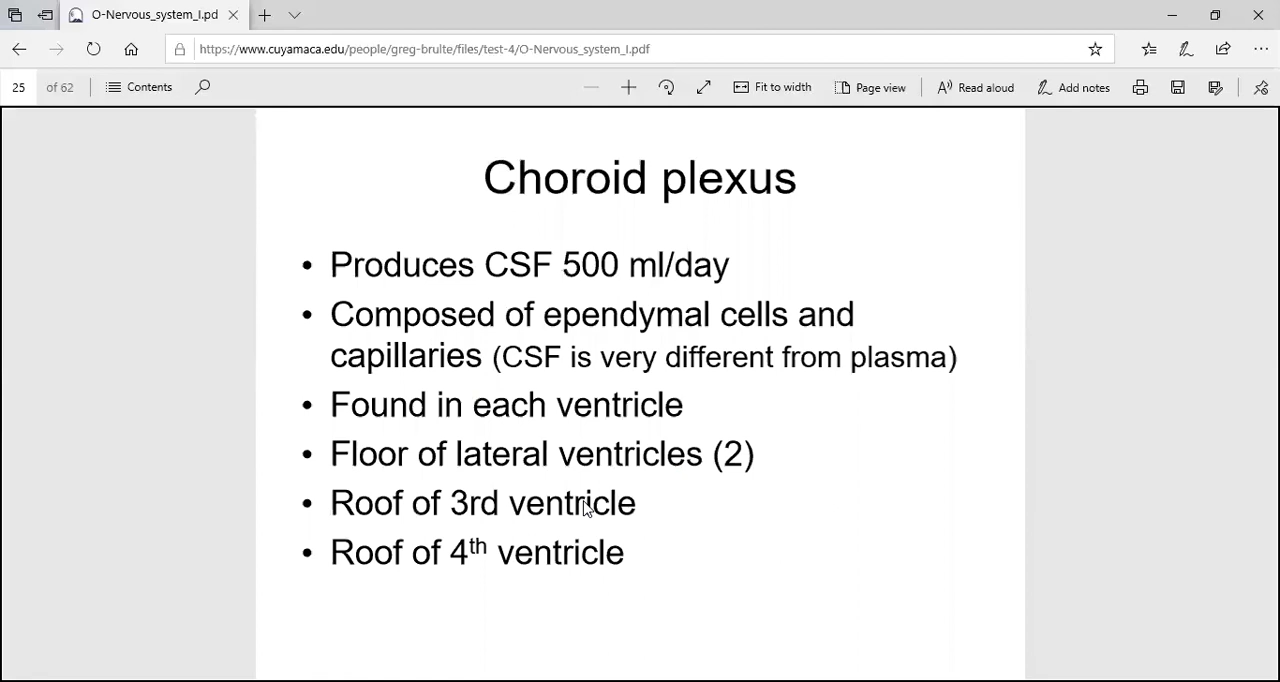 O-Nervous_system_I.pd
https://www.cuyamaca.edu/people/greg-brulte/files/test-4/O-Nervous_system_I.pdf
25 of 62 Contents Fit to width Page view Read aloud Add notes
Choroid plexus
• Produces CSF 500 ml/day
• Composed of ependymal cells and
capillaries (CSF is very different from plasma)
• Found in each ventricle
• Floor of lateral ventricles (2)
• Roof of 3rd ventricle
• Roof of 4th ventricle